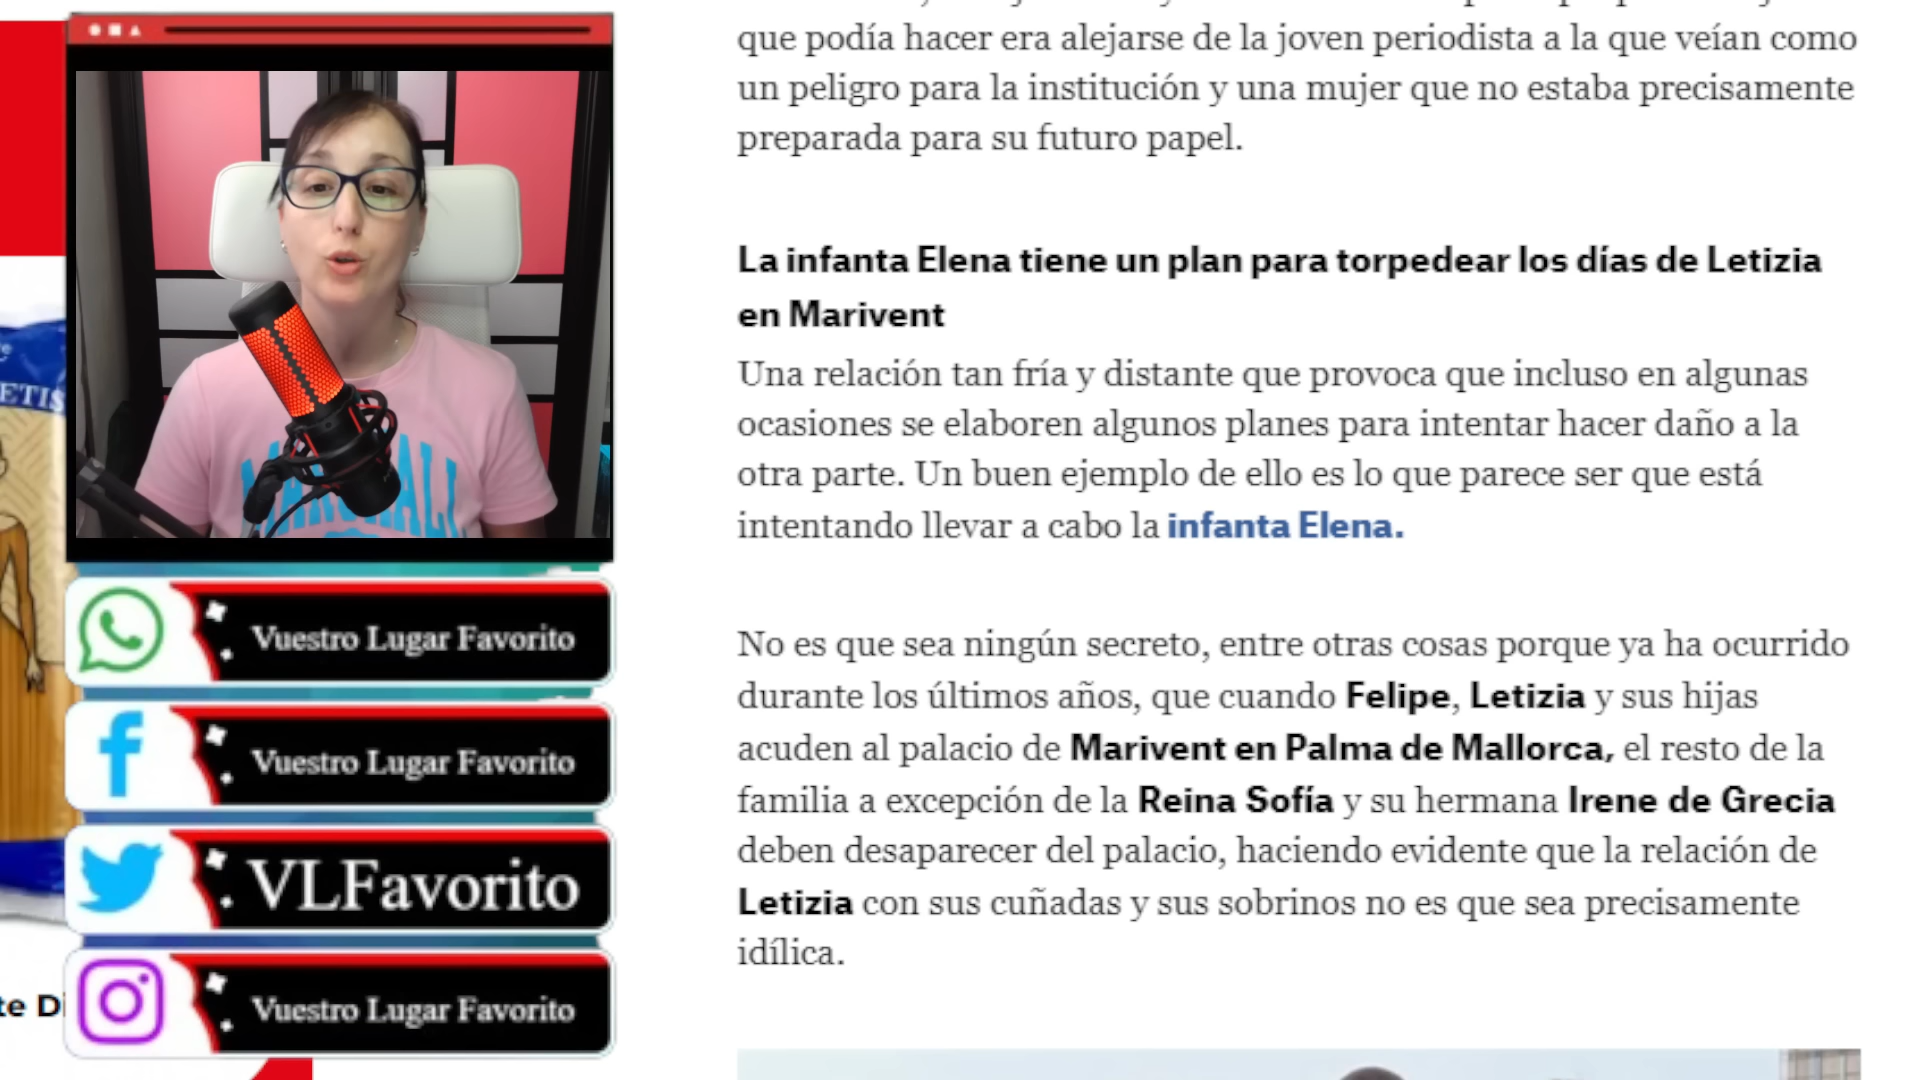 que podía hacer era alejarse de la joven periodista a la que veían como
un peligro para la institución y una mujer que no estaba precisamente
preparada para su futuro papel.
La infanta Elena tiene un plan para torpedear los días de Letizia
en Marivent
Una relación tan fría y distante que provoca que incluso en algunas
ocasiones se elaboren algunos planes para intentar hacer daño a la
otra parte. Un buen ejemplo de ello es lo que parece ser que está
intentando llevar a cabo la infanta Elena.
No es que sea ningún secreto, entre otras cosas porque ya ha ocurrido
durante los últimos años, que cuando Felipe, Letizia y sus hijas
acuden al palacio de Marivent en Palma de Mallorca, el resto de la
familia a excepción de la Reina Sofía y su hermana Irene de Grecia
deben desaparecer del palacio, haciendo evidente que la relación de
Letizia con sus cuñadas y sus sobrinos no es que sea precisamente
idílica.
Vuestro Lugar Favorito
Vuestro Lugar Favorito
VLFavorito
Vuestro Lugar Favorito